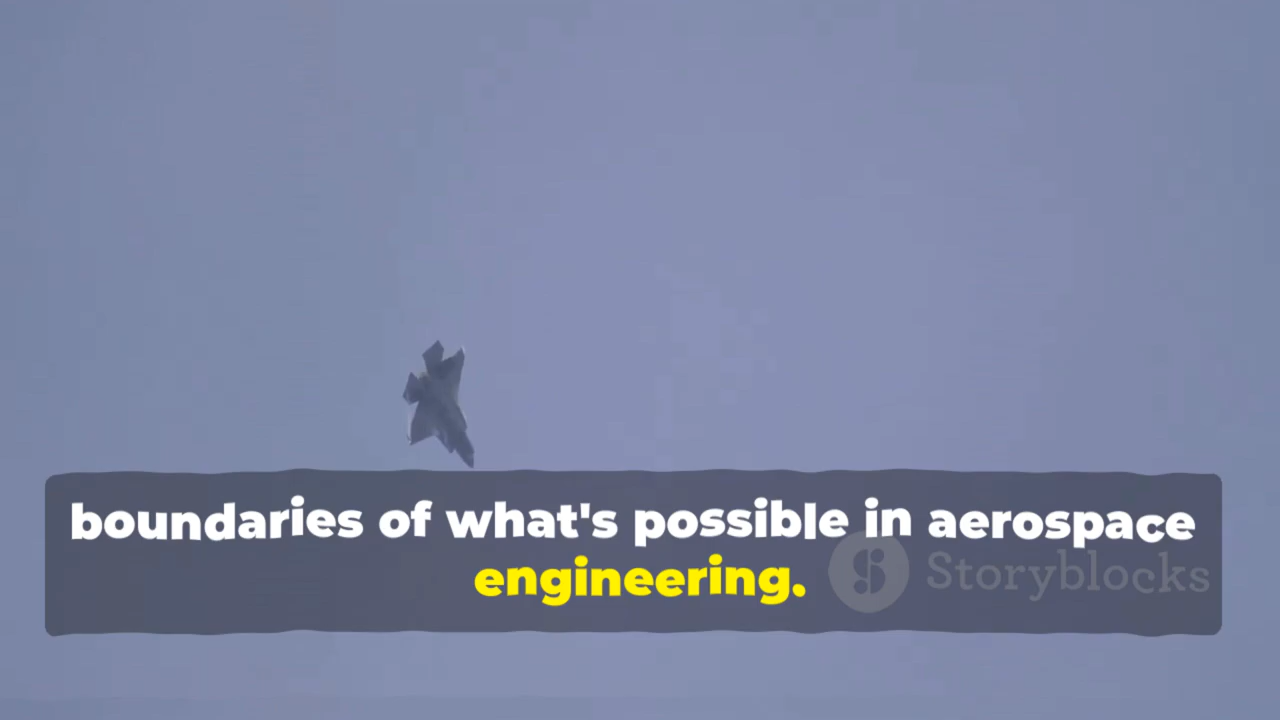 boundaries of what's possible in aerospace
engineering.
Storyblocks